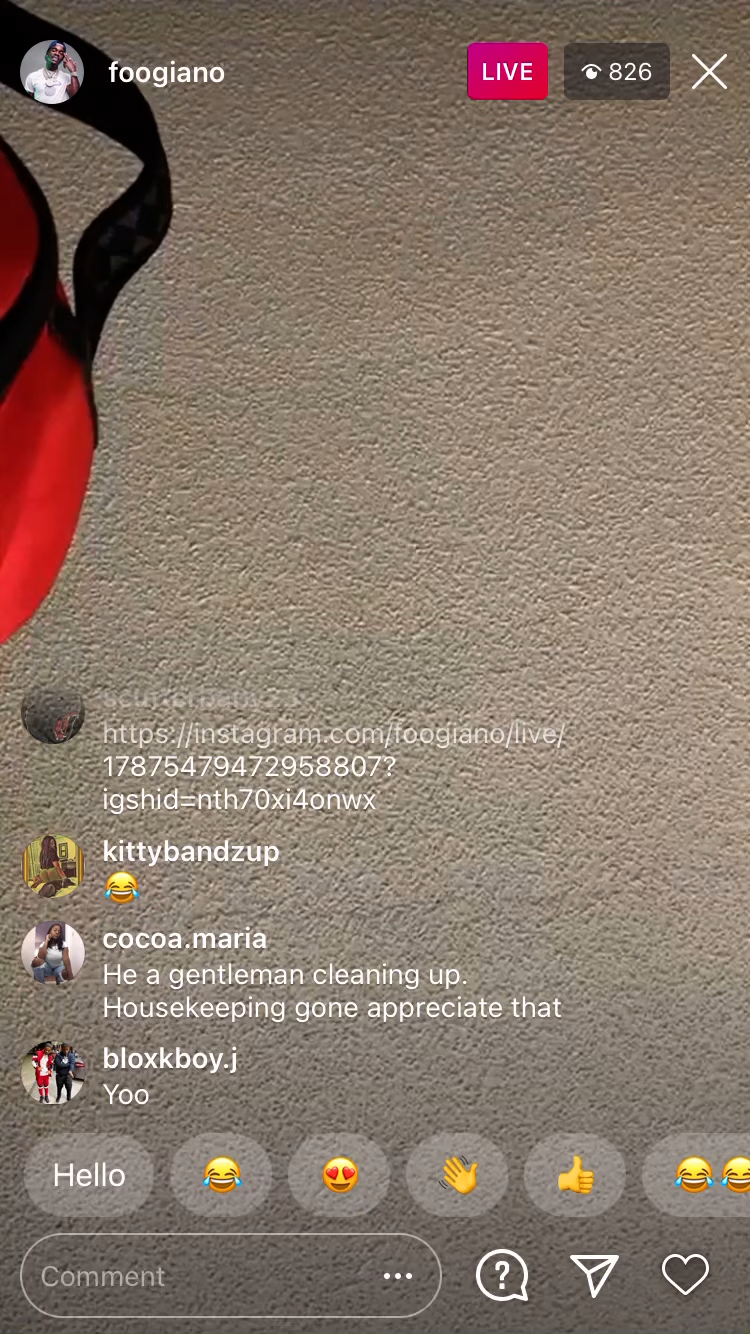 foogiano
LIVE
826
https://instagram.com/foogiano/live/
17875479472958807?
igshid=nth70xi4onwx
kittybandzup
😂
cocoa.maria
He a gentleman cleaning up.
Housekeeping gone appreciate that
bloxkboy.j
Yoo
Hello 😂 😍 👋 👍 😂😂
Comment